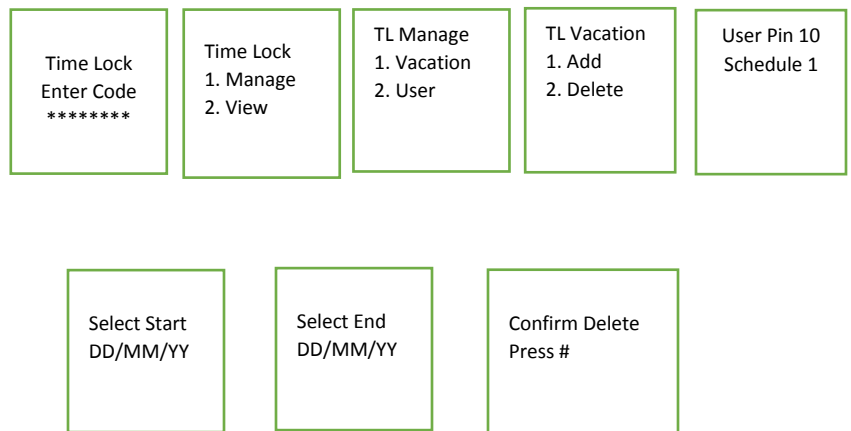 Time Lock
Enter Code
********
Time Lock
1. Manage
2. View
TL Manage
1. Vacation
2. User
TL Vacation
1. Add
2. Delete
User Pin 10
Schedule 1
Select Start
DD/MM/YY
Select End
DD/MM/YY
Confirm Delete
Press #